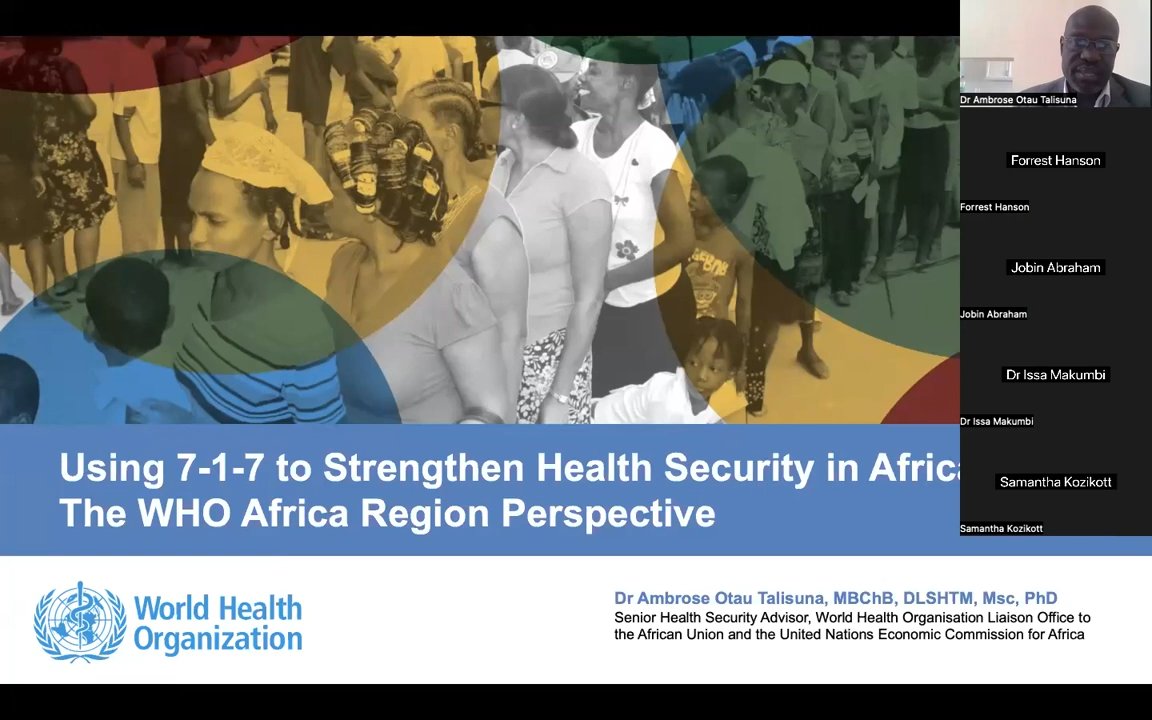 Dr Ambrose Otau Talisuna
Forrest Hanson
Forrest Hanson
Jobin Abraham
Jobin Abraham
Dr Issa Makumbi
Dr Issa Makumbi
Samantha Kozikott
Samantha Kozikott
Using 7-1-7 to Strengthen Health Security in Africa
The WHO Africa Region Perspective
World Health
Organization
Dr Ambrose Otau Talisuna, MBChB, DLSHTM, Msc, PhD
Senior Health Security Advisor, World Health Organisation Liaison Office to
the African Union and the United Nations Economic Commission for Africa